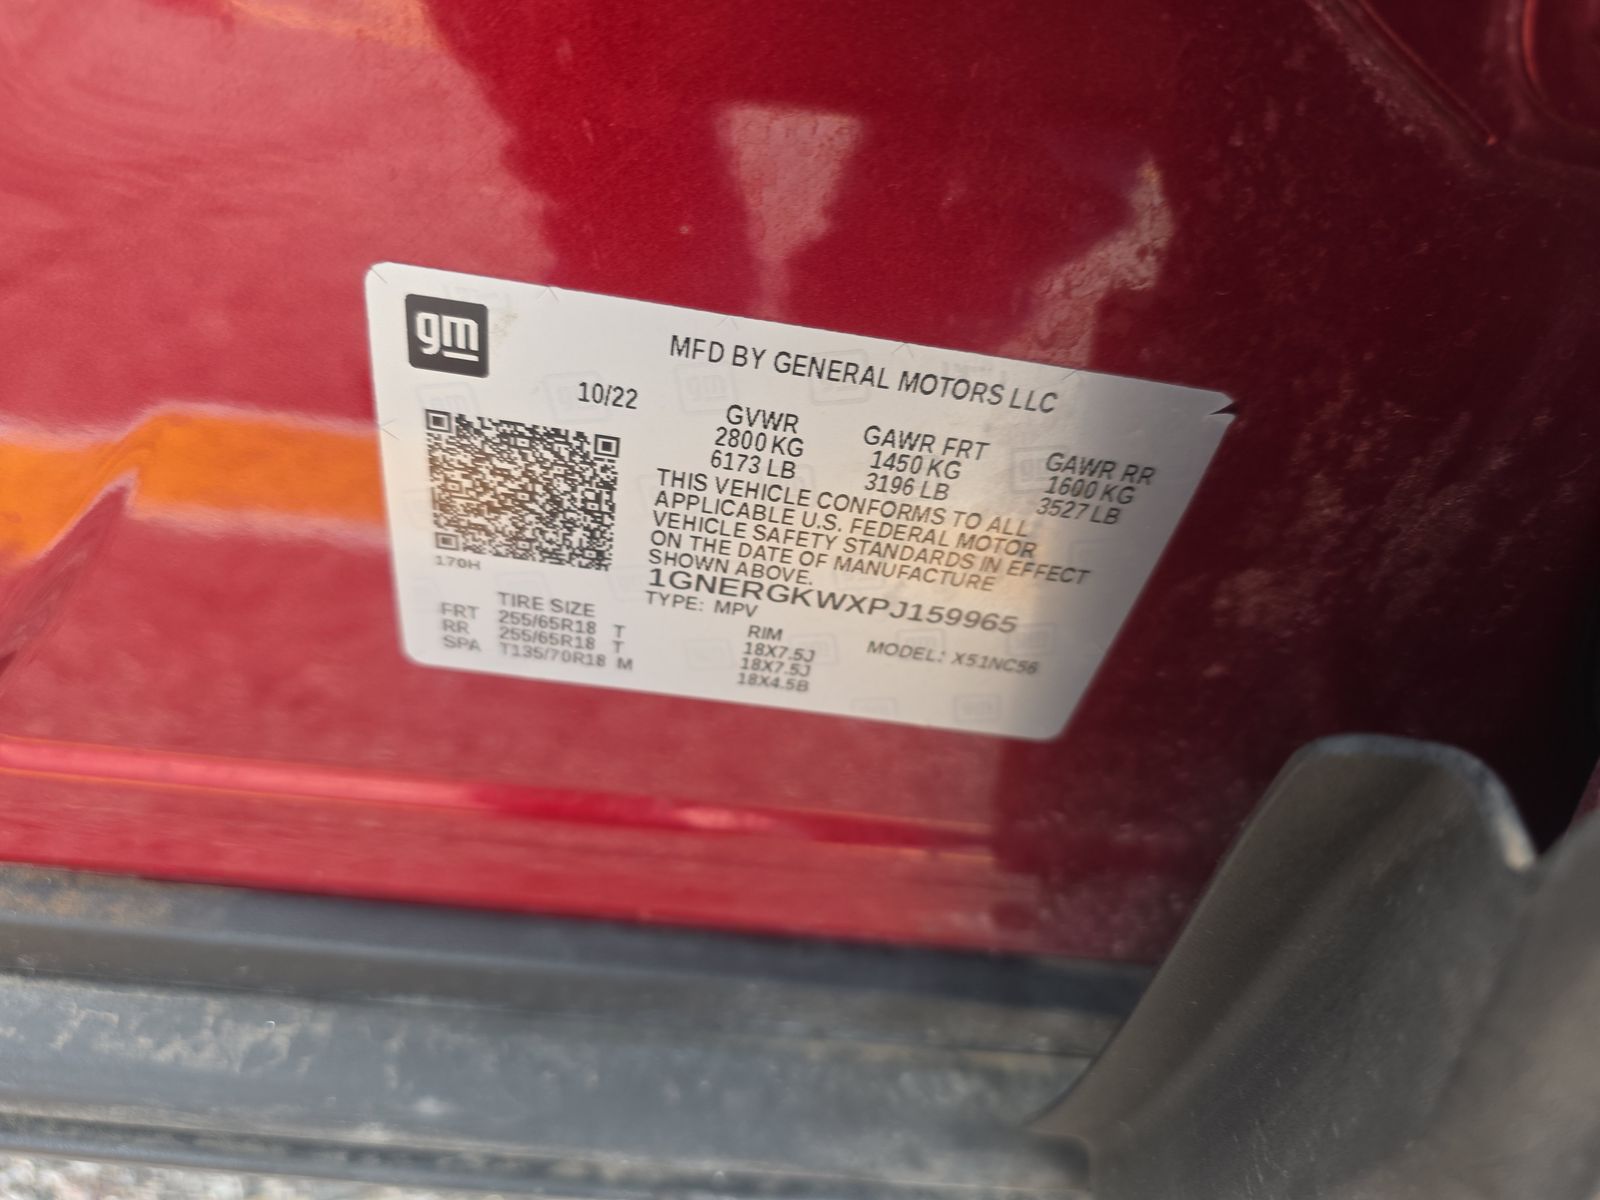 gm
MFD BY GENERAL MOTORS LLC
10/22
GVWR GAWR FRT GAWR RR
2800 KG 1450 KG 1600 KG
6173 LB 3196 LB 3527 LB
THIS VEHICLE CONFORMS TO ALL
APPLICABLE U.S. FEDERAL MOTOR
VEHICLE SAFETY STANDARDS IN EFFECT
ON THE DATE OF MANUFACTURE
SHOWN ABOVE.
1GNERGKWXPJ159965
170H
TYPE: MPV
MODEL: X51NC56
TIRE SIZE RIM
FRT 255/65R18 T 18X7.5J
RR 255/65R18 T 18X7.5J
SPA T135/70R18 M 18X4.5B